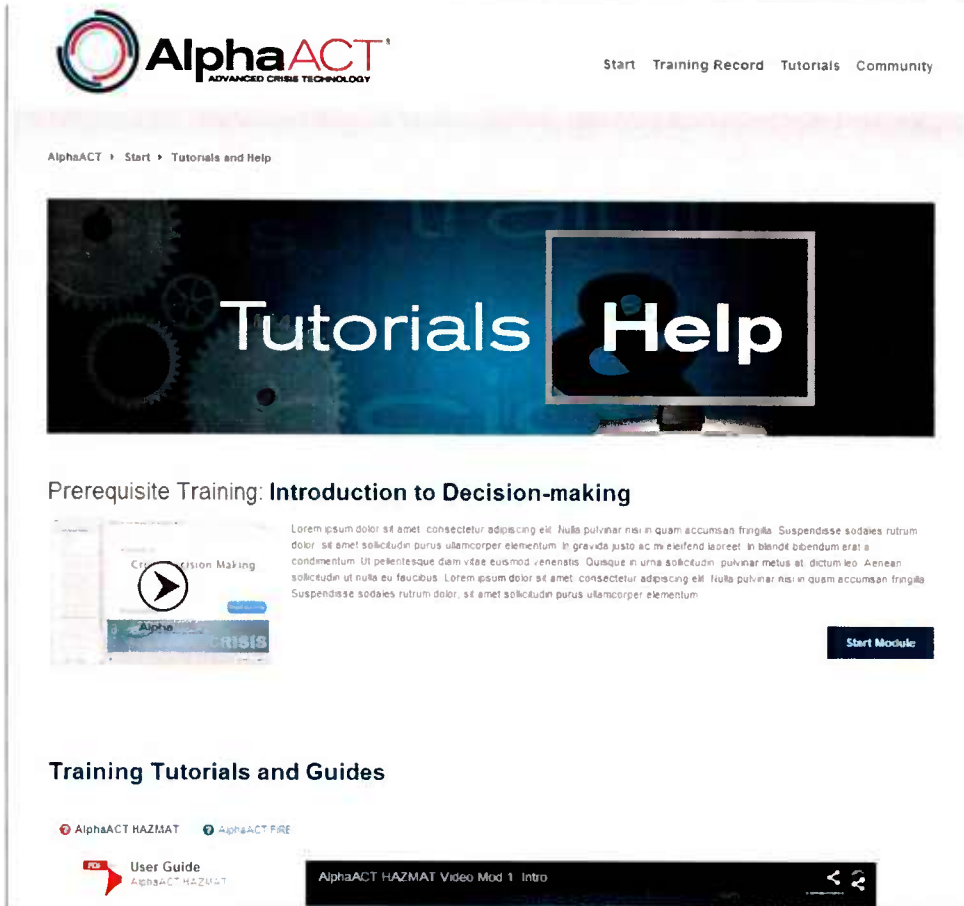 AlphaACT®
ADVANCED CRISIS TECHNOLOGY
Start Training Record Tutorials Community
AlphaACT › Start › Tutorials and Help
Tutorials & Help
Prerequisite Training: Introduction to Decision-making
Lorem ipsum dolor sit amet, consectetur adipiscing elit. Nulla pulvinar nisi in quam accumsan fringilla. Suspendisse sodales rutrum
dolor, sit amet sollicitudin purus ullamcorper elementum. In gravida justo ac mi eleifend laoreet. In blandit bibendum erat a
condimentum. Ut pellentesque diam vitae euismod venenatis. Quisque in urna sollicitudin, pulvinar metus at, dictum leo. Aenean
sollicitudin ut nulla eu faucibus. Lorem ipsum dolor sit amet, consectetur adipiscing elit. Nulla pulvinar nisi in quam accumsan fringilla.
Suspendisse sodales rutrum dolor, sit amet sollicitudin purus ullamcorper elementum
Making
Alpha
CRISIS
Start Module
Training Tutorials and Guides
AlphaACT HAZMAT AlphaACT FIRE
PDF
User Guide
AlphaACT HAZMAT
AlphaACT HAZMAT Video Mod 1 Intro